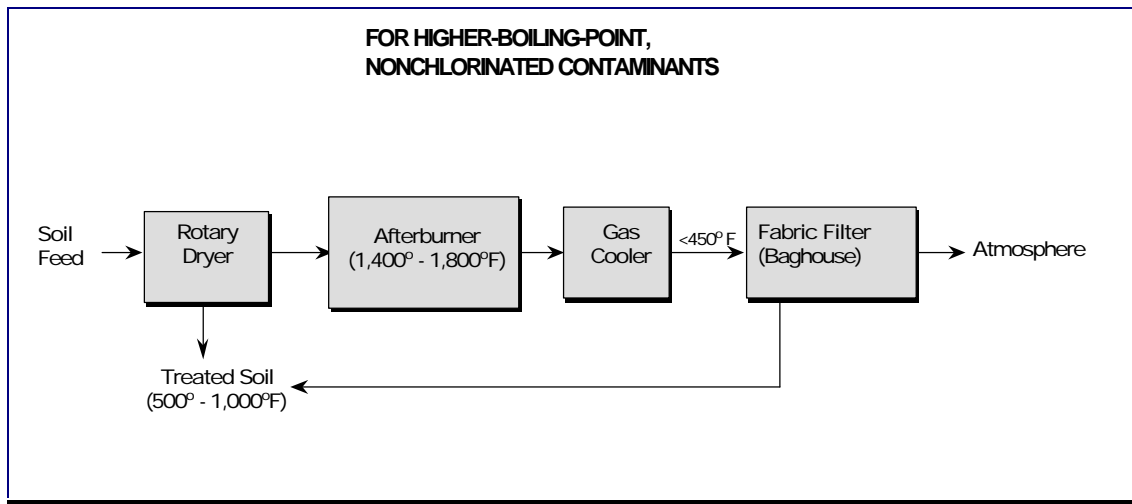 FOR HIGHER-BOILING-POINT,
NONCHLORINATED CONTAMINANTS
Soil
Feed
Rotary
Dryer
Afterburner
(1,400° - 1,800°F)
Gas
Cooler
<450° F
Fabric Filter
(Baghouse)
Atmosphere
Treated Soil
(500° - 1,000°F)